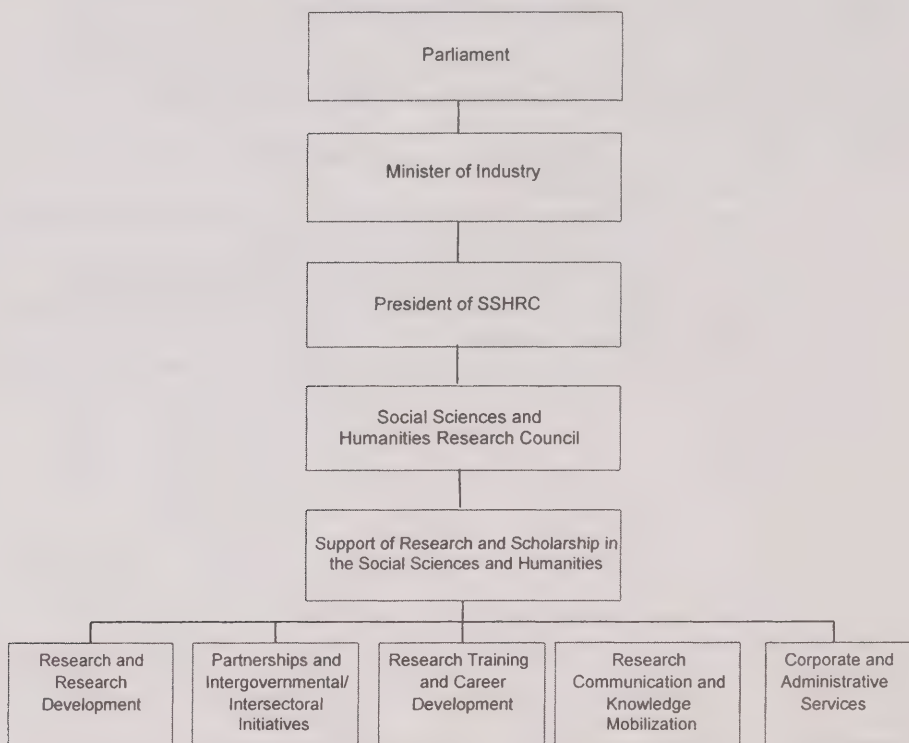 Parliament
Minister of Industry
President of SSHRC
Social Sciences and
Humanities Research Council
Support of Research and Scholarship in
the Social Sciences and Humanities
Research and
Research
Development
Partnerships and
Intergovernmental/
Intersectoral
Initiatives
Research Training
and Career
Development
Research
Communication and
Knowledge
Mobilization
Corporate and
Administrative
Services